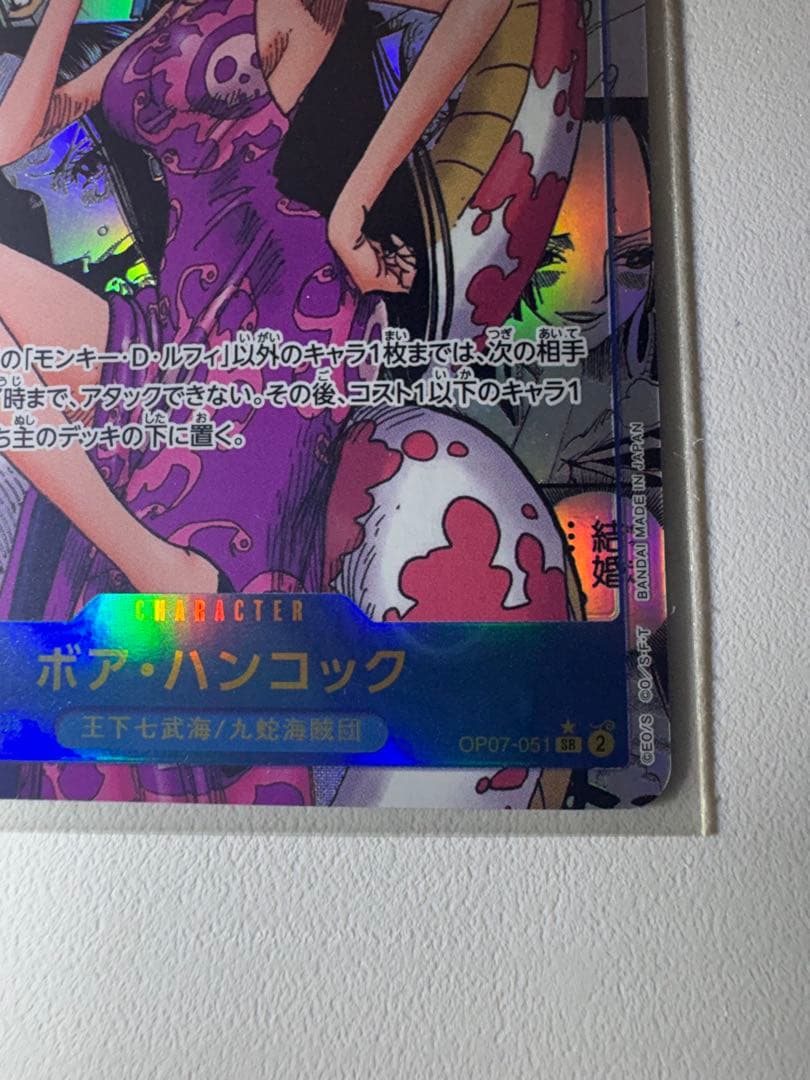 の「モンキー・D・ルフィ」以外のキャラ1枚までは、次の相手
時まで、アタックできない。その後、コスト1以下のキャラ1
ち主のデッキの下に置く。
結婚…
CHARACTER
ボア・ハンコック
王下七武海/九蛇海賊団
OP07-051 ★ SR 2
©EO/S ©O/S·F·T BANDAI MADE IN JAPAN